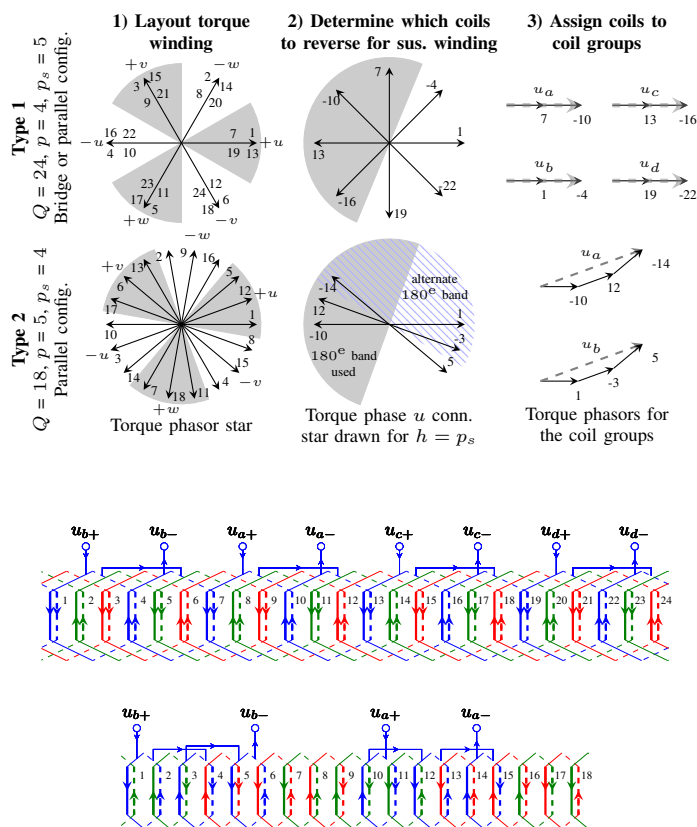 1) Layout torque winding
2) Determine which coils to reverse for sus. winding
3) Assign coils to coil groups
Type 1
Q = 24, p = 4, p_s = 5
Bridge or parallel config.
+v
-w
15
3
21
9
2
14
8
20
-u
16
22
4
10
7
1
19
13
+u
23
11
17
5
+w
12
24
6
18
-v
7
-4
-10
1
13
-16
-22
19
u_a
7
-10
u_c
13
-16
u_b
1
-4
u_d
19
-22
Type 2
Q = 18, p = 5, p_s = 4
Parallel config.
-w
+v
2
9
16
13
5
6
12
+u
17
1
10
8
-u
3
15
14
7
18
11
4
-v
+w
Torque phasor star
-14
12
-10
alternate
180^e band
1
-3
5
180^e band
used
Torque phase u conn.
star drawn for h = p_s
u_a
-14
-10
12
u_b
5
1
-3
Torque phasors for
the coil groups
u_b+
u_b-
u_a+
u_a-
u_c+
u_c-
u_d+
u_d-
1 2 3 4 5 6 7 8 9 10 11 12 13 14 15 16 17 18 19 20 21 22 23 24
u_b+
u_b-
u_a+
u_a-
1 2 3 4 5 6 7 8 9 10 11 12 13 14 15 16 17 18